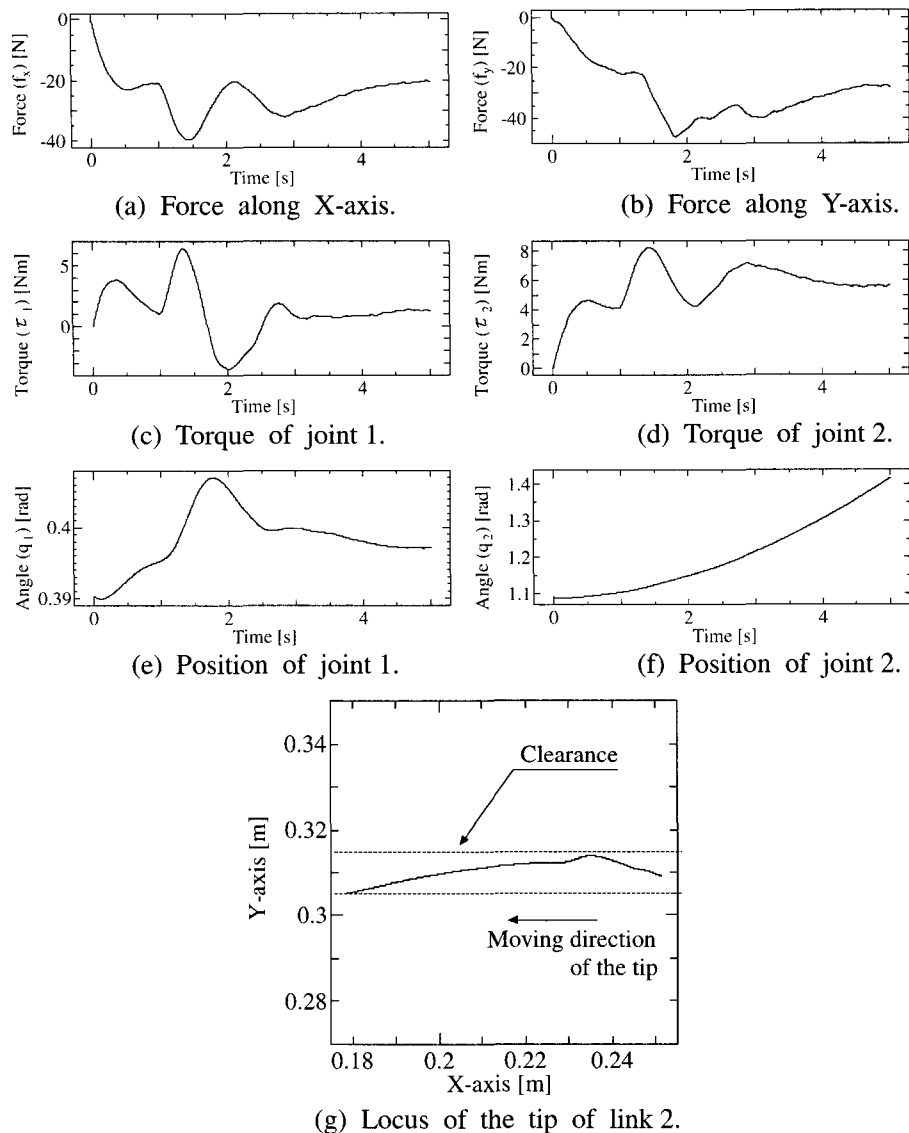 Force (fx) [N]
0
-20
-40
0
2
4
Time [s]
(a) Force along X-axis.
Force (fy) [N]
0
-20
-40
0
2
4
Time [s]
(b) Force along Y-axis.
Torque (τ1) [Nm]
5
0
0
2
4
Time [s]
(c) Torque of joint 1.
Torque (τ2) [Nm]
8
6
4
2
0
0
2
4
Time [s]
(d) Torque of joint 2.
Angle (q1) [rad]
0.4
0.39
0
2
4
Time [s]
(e) Position of joint 1.
Angle (q2) [rad]
1.4
1.3
1.2
1.1
0
2
4
Time [s]
(f) Position of joint 2.
Y-axis [m]
0.34
0.32
0.3
0.28
Clearance
Moving direction
of the tip
0.18
0.2
0.22
0.24
X-axis [m]
(g) Locus of the tip of link 2.